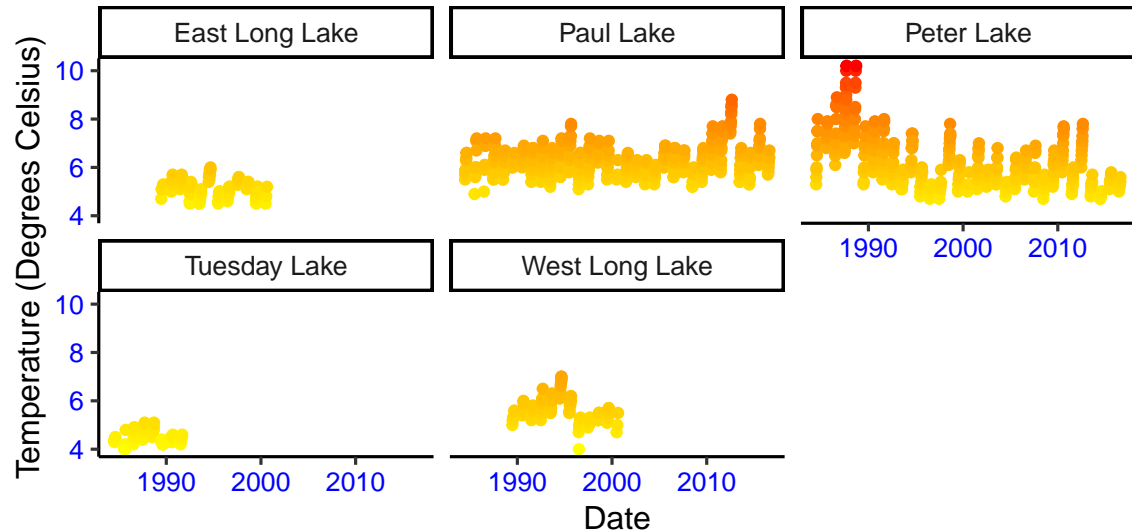 East Long Lake
Paul Lake
Peter Lake
Temperature (Degrees Celsius)
10
8
6
4
1990
2000
2010
Tuesday Lake
West Long Lake
10
8
6
4
1990
2000
2010
1990
2000
2010
Date